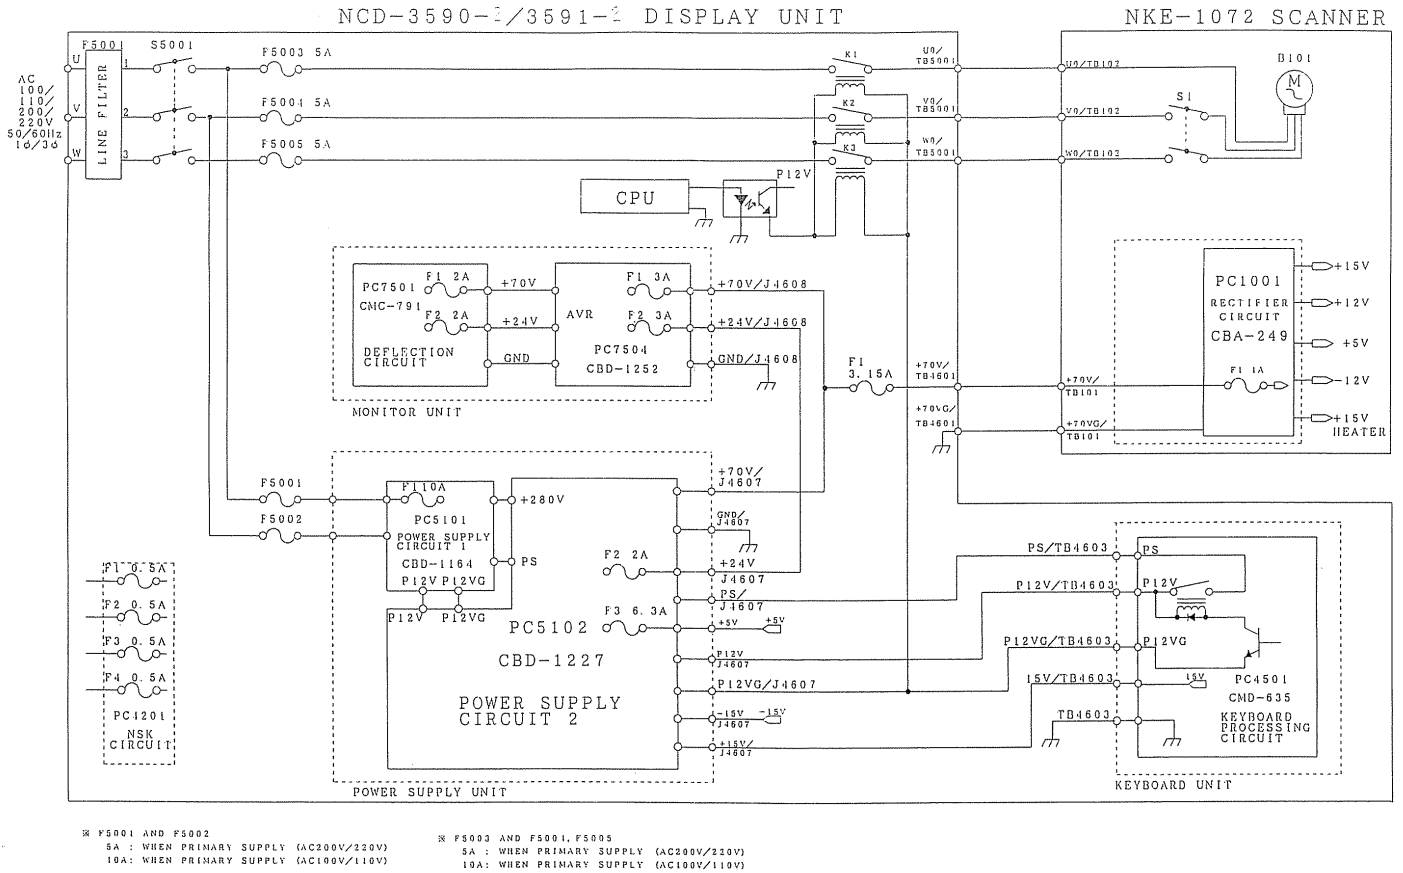 NCD-3590- /3591-  DISPLAY UNIT
NKE-1072 SCANNER
F5001
S5001
F5003 5A
K1
U0/
TB5001
U0/TB102
B101
M
U
1
AC
100/
110/
200/
220V
50/60Hz
1ϕ/3ϕ
LINE FILTER
V
2
F5004 5A
K2
V0/
TB5001
V0/TB102
S1
W
3
F5005 5A
K3
W0/
TB5001
W0/TB102
CPU
P12V
PC7501
CMC-791
F1 2A
F2 2A
DEFLECTION
CIRCUIT
+70V
+24V
GND
AVR
F1 3A
F2 3A
PC7504
CBD-1252
+70V/J4608
+24V/J4608
GND/J4608
MONITOR UNIT
F1
3.15A
+70V/
TB4601
+70VG/
TB4601
+70V/
TB101
+70VG/
TB101
PC1001
RECTIFIER
CIRCUIT
CBA-249
F1 1A
+15V
+12V
+5V
-12V
+15V
HEATER
F5001
F5002
F1 10A
PC5101
POWER SUPPLY
CIRCUIT 1
CBD-1164
P12V P12VG
P12V P12VG
+280V
PS
F2 2A
F3 6.3A
PC5102
CBD-1227
POWER SUPPLY
CIRCUIT 2
+70V/
J4607
GND/
J4607
+24V
J4607
PS/
J4607
+5V
+5V
P12V
J4607
P12VG/J4607
-15V
J4607
-15V
+15V/
J4607
POWER SUPPLY UNIT
F1 0.5A
F2 0.5A
F3 0.5A
F4 0.5A
PC4201
NSK
CIRCUIT
PS/TB4603
P12V/TB4603
P12VG/TB4603
15V/TB4603
TB4603
PS
P12V
P12VG
15V
PC4501
CMD-635
KEYBOARD
PROCESSING
CIRCUIT
KEYBOARD UNIT
※ F5001 AND F5002
5A : WHEN PRIMARY SUPPLY (AC200V/220V)
10A: WHEN PRIMARY SUPPLY (AC100V/110V)
※ F5003 AND F5004,F5005
5A : WHEN PRIMARY SUPPLY (AC200V/220V)
10A: WHEN PRIMARY SUPPLY (AC100V/110V)